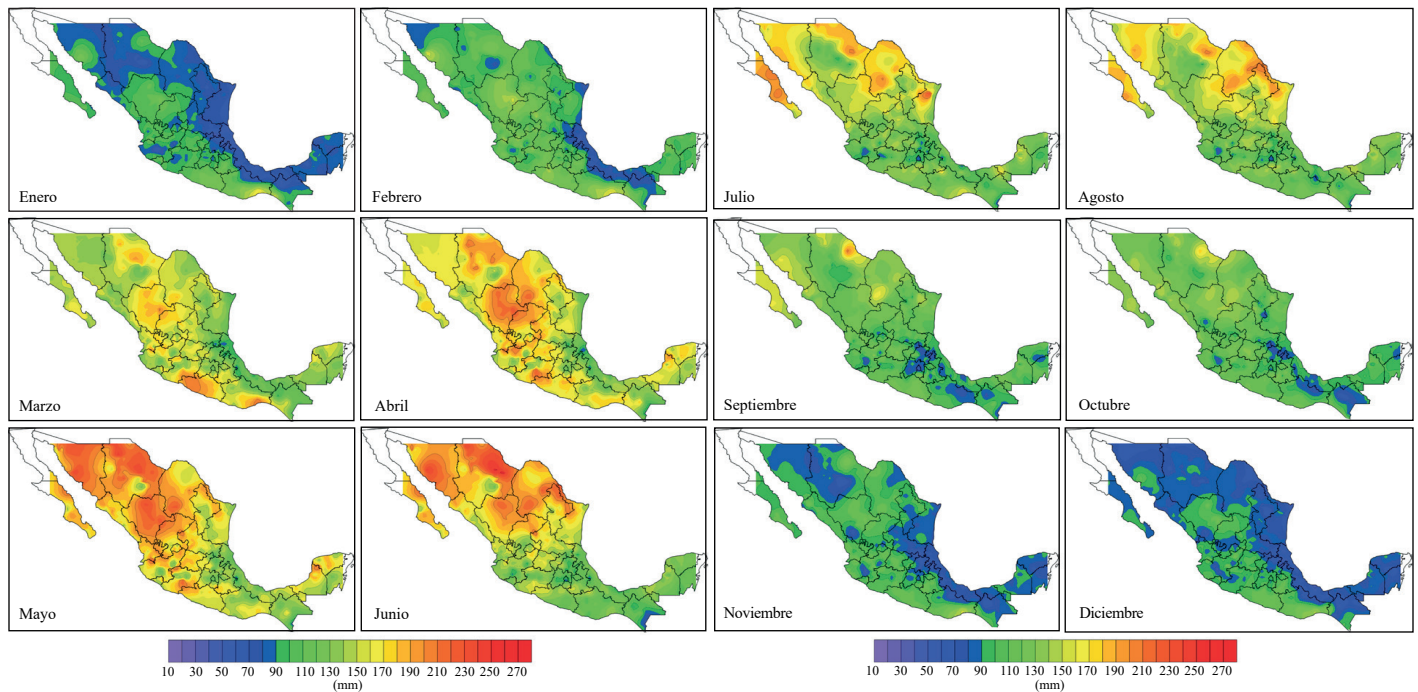 Enero
Febrero
Julio
Agosto
Marzo
Abril
Septiembre
Octubre
Mayo
Junio
Noviembre
Diciembre
10 30 50 70 90 110 130 150 170 190 210 230 250 270
(mm)
10 30 50 70 90 110 130 150 170 190 210 230 250 270
(mm)